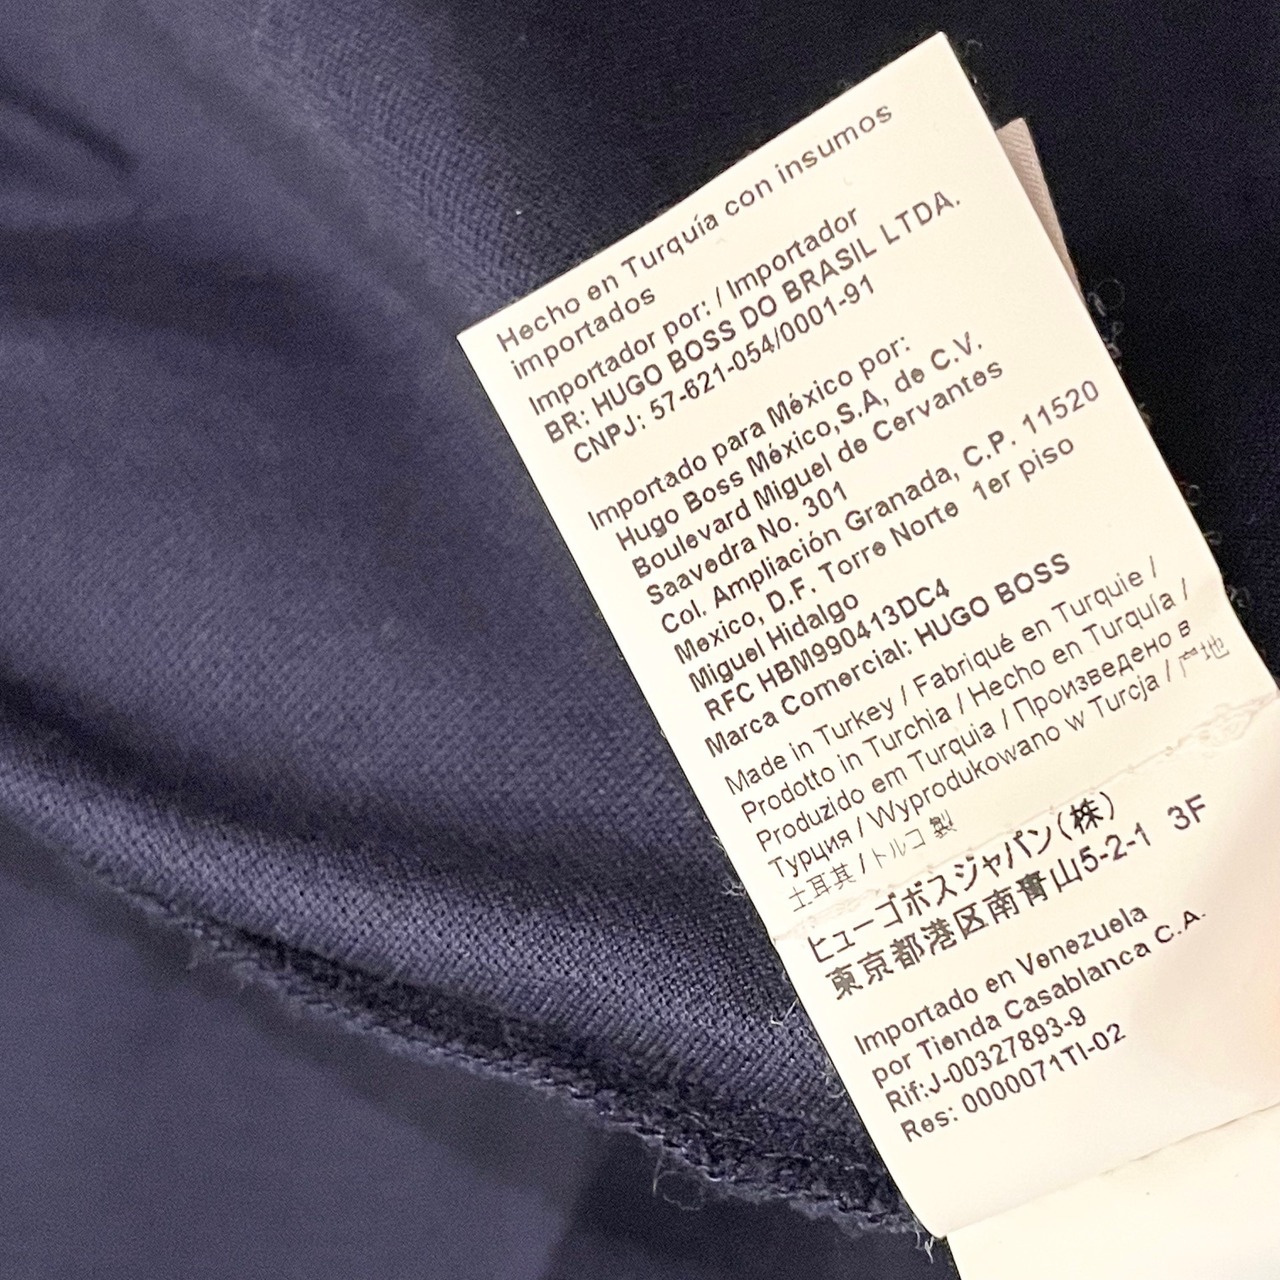 Hecho en Turquía con insumos
importados
Importador por: / Importador
BR: HUGO BOSS DO BRASIL LTDA.
CNPJ: 57-621-054/0001-91
Importado para México por:
Hugo Boss México,S.A, de C.V.
Boulevard Miguel de Cervantes
Saavedra No. 301
Col. Ampliación Granada, C.P. 11520
Mexico, D.F. Torre Norte 1er piso
Miguel Hidalgo
RFC HBM990413DC4
Marca Comercial: HUGO BOSS
Made in Turkey / Fabriqué en Turquie /
Prodotto in Turchia / Hecho en Turquía /
Produzido em Turquia / Произведено в
Турция / Wyprodukowano w Turcja / 产地
土耳其 / トルコ製
ヒューゴボスジャパン(株)
東京都港区南青山5-2-1 3F
Importado en Venezuela
por Tienda Casablanca C.A.
Rif:J-00327893-9
Res: 0000071TI-02